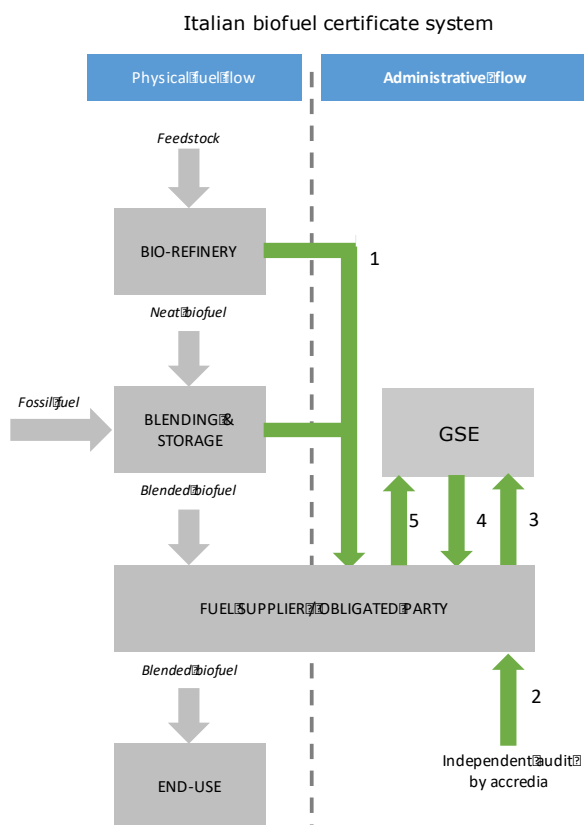 Italian biofuel certificate system
Physical fuel flow
Administrative flow
Feedstock
BIO-REFINERY
1
Neat biofuel
Fossil fuel
BLENDING &
STORAGE
GSE
Blended biofuel
5
4
3
FUEL SUPPLIER / OBLIGATED PARTY
Blended biofuel
2
Independent audit
by accredia
END-USE